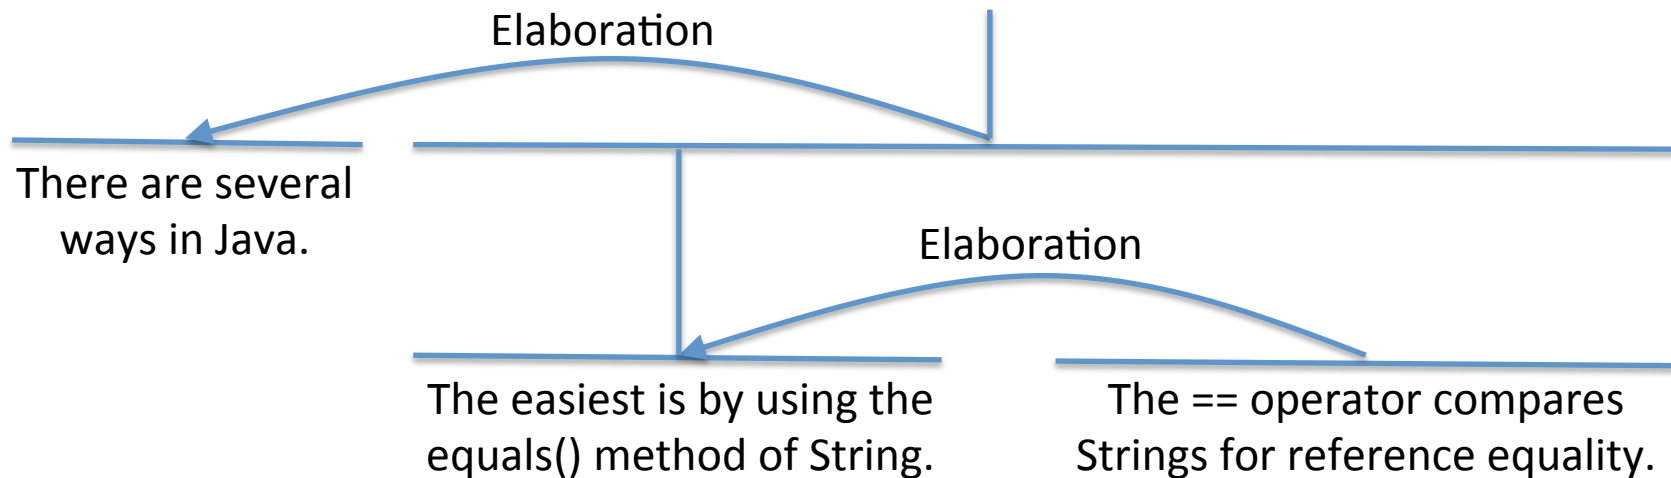 Elaboration
There are several
ways in Java.
Elaboration
The easiest is by using the
equals() method of String.
The == operator compares
Strings for reference equality.